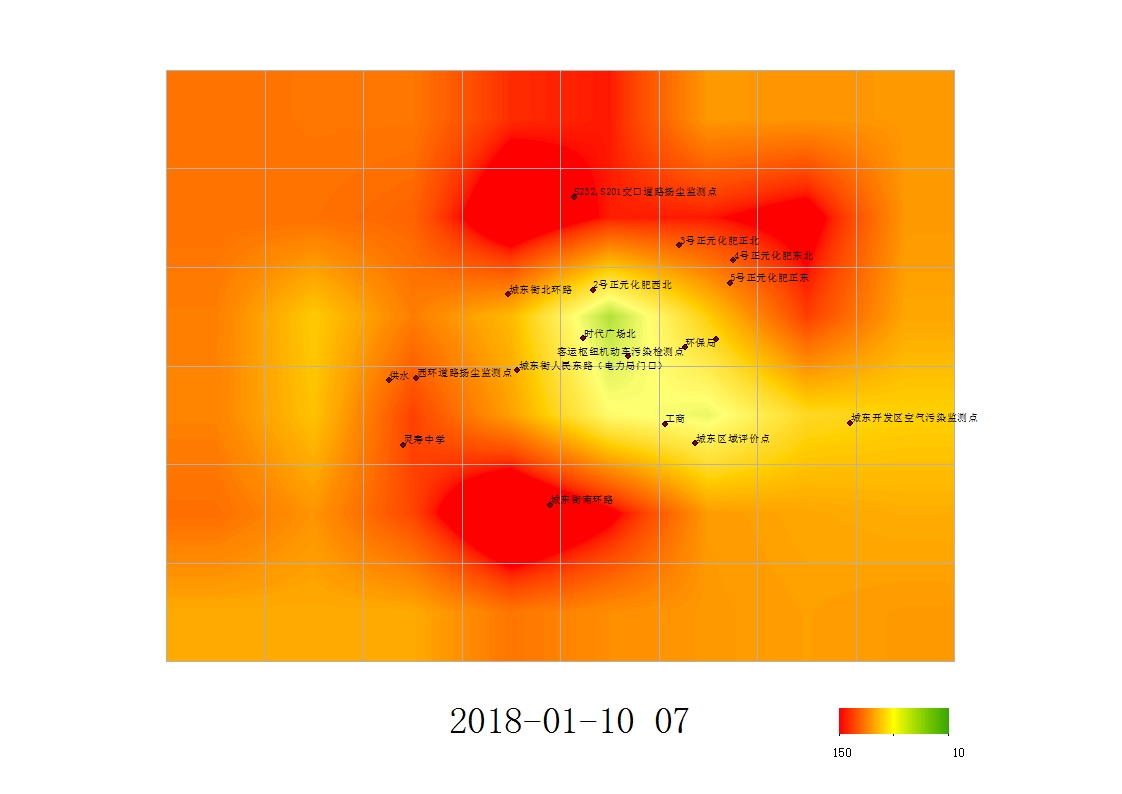 S232,S201交口道路扬尘监测点
3号正元化肥正北
4号正元化肥东北
5号正元化肥正东
2号正元化肥西北
城东街北环路
时代广场北
环保局
客运枢纽机动车污染检测点
城东街人民东路（电力局门口）
供水
西环道路扬尘监测点
工商
城东开发区空气污染监测点
城东区域评价点
灵寿中学
城东街南环路
2018-01-10 07
150
10